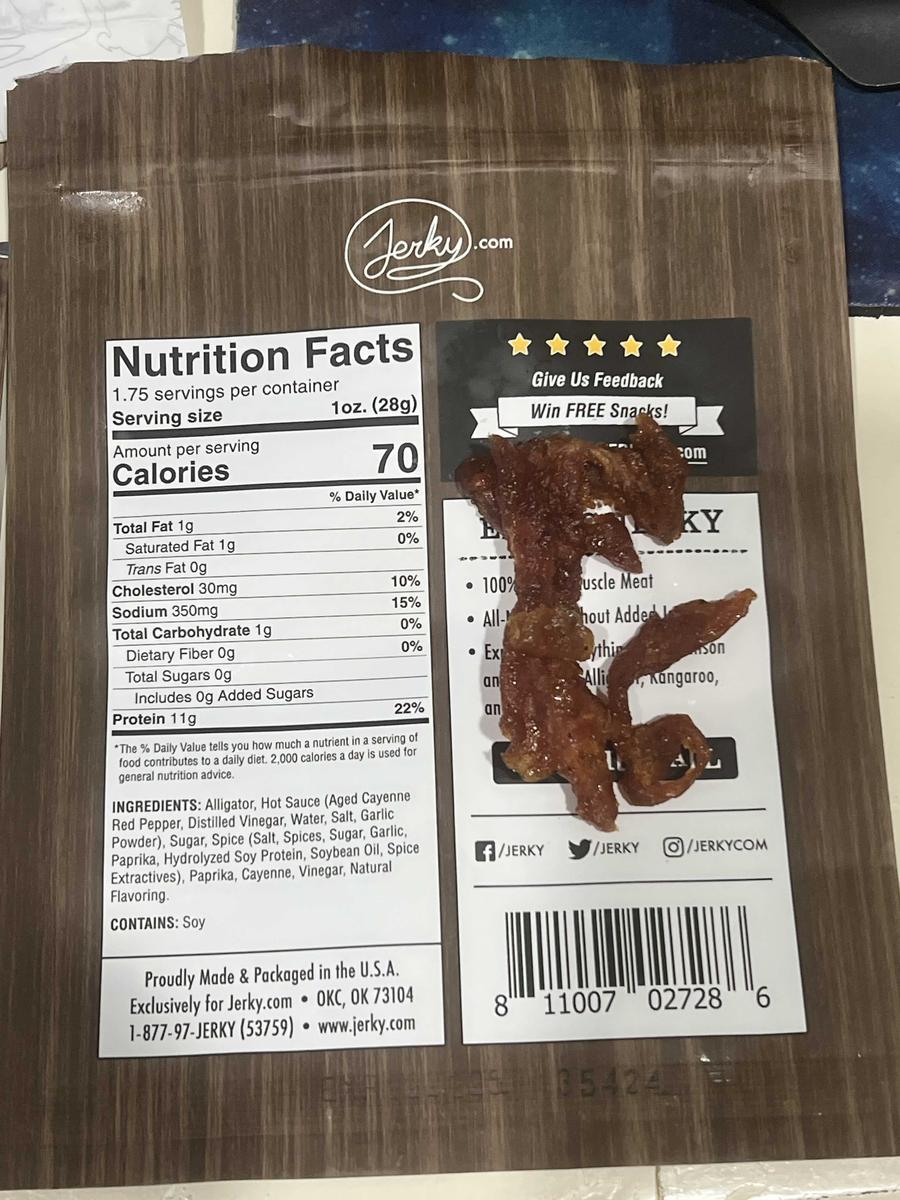 Jerky.com
Nutrition Facts
1.75 servings per container
Serving size 1oz. (28g)
Amount per serving
Calories 70
% Daily Value*
Total Fat 1g 2%
Saturated Fat 1g 0%
Trans Fat 0g
Cholesterol 30mg 10%
Sodium 350mg 15%
Total Carbohydrate 1g 0%
Dietary Fiber 0g 0%
Total Sugars 0g
Includes 0g Added Sugars
Protein 11g 22%
*The % Daily Value tells you how much a nutrient in a serving of
food contributes to a daily diet. 2,000 calories a day is used for
general nutrition advice.
INGREDIENTS: Alligator, Hot Sauce (Aged Cayenne
Red Pepper, Distilled Vinegar, Water, Salt, Garlic
Powder), Sugar, Spice (Salt, Spices, Sugar, Garlic,
Paprika, Hydrolyzed Soy Protein, Soybean Oil, Spice
Extractives), Paprika, Cayenne, Vinegar, Natural
Flavoring.
CONTAINS: Soy
Proudly Made & Packaged in the U.S.A.
Exclusively for Jerky.com • OKC, OK 73104
1-877-97-JERKY (53759) • www.jerky.com
Give Us Feedback
Win FREE Snacks!
• 100% Muscle Meat
Kangaroo,
/JERKY /JERKY /JERKYCOM
8 11007 02728 6
35424